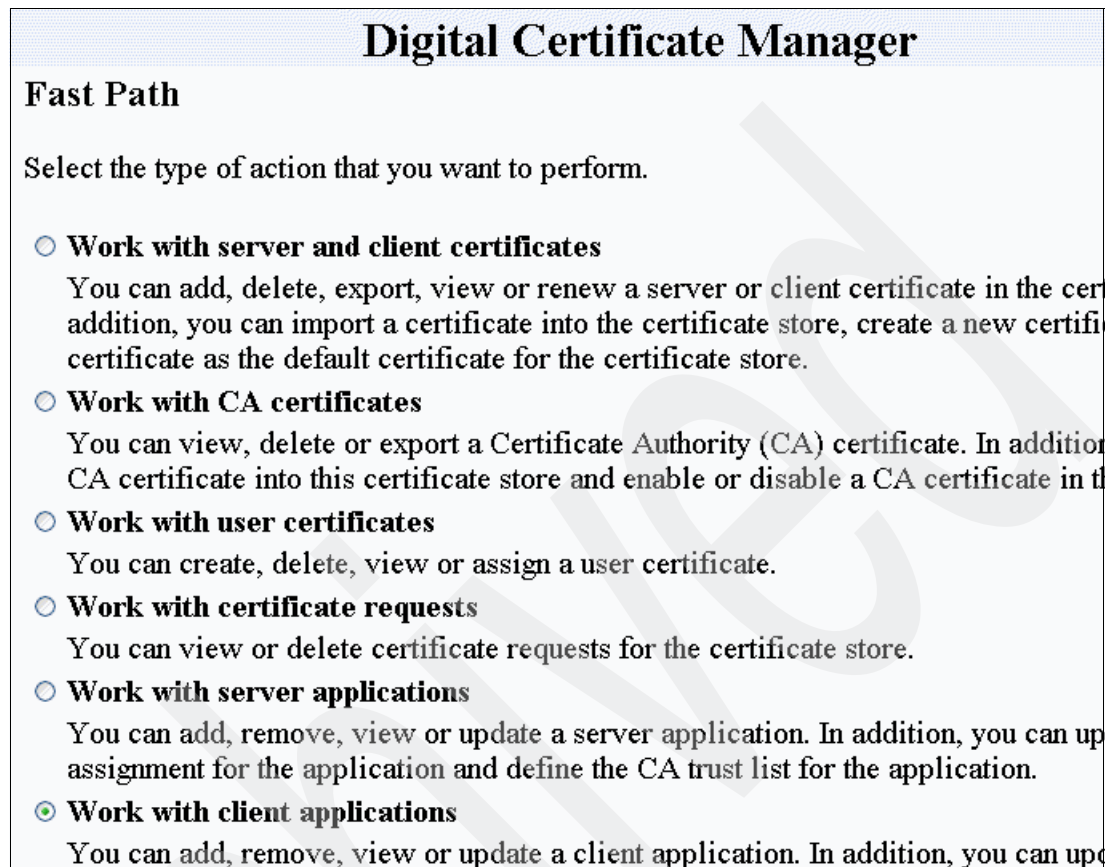 Digital Certificate Manager
Fast Path
Select the type of action that you want to perform.
Work with server and client certificates
You can add, delete, export, view or renew a server or client certificate in the cert
addition, you can import a certificate into the certificate store, create a new certifi
certificate as the default certificate for the certificate store.
Work with CA certificates
You can view, delete or export a Certificate Authority (CA) certificate. In addition
CA certificate into this certificate store and enable or disable a CA certificate in th
Work with user certificates
You can create, delete, view or assign a user certificate.
Work with certificate requests
You can view or delete certificate requests for the certificate store.
Work with server applications
You can add, remove, view or update a server application. In addition, you can up
assignment for the application and define the CA trust list for the application.
Work with client applications
You can add, remove, view or update a client application. In addition, you can upd
hived